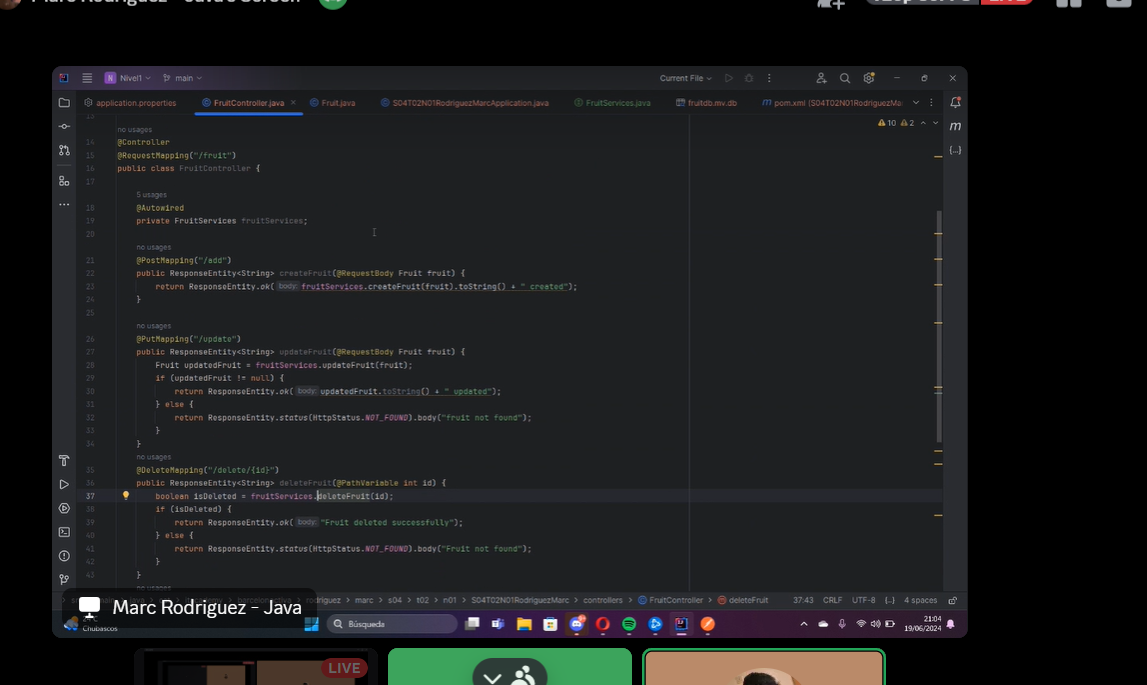 Marc Rodriguez - Java's Screen
LIVE
Nivel1
main
Current File
application.properties
FruitController.java
Fruit.java
S04T02N01RodriguezMarcApplication.java
FruitServices.java
fruitdb.mv.db
pom.xml (S04T02N01RodriguezMa
10
2
13
no usages
14 @Controller
15 @RequestMapping("/fruit")
16 public class FruitController {
17
5 usages
18 @Autowired
19 private FruitServices fruitServices;
20
no usages
21 @PostMapping("/add")
22 public ResponseEntity<String> createFruit(@RequestBody Fruit fruit) {
23 return ResponseEntity.ok( body: fruitServices.createFruit(fruit).toString() + " created");
24 }
25
no usages
26 @PutMapping("/update")
27 public ResponseEntity<String> updateFruit(@RequestBody Fruit fruit) {
28 Fruit updatedFruit = fruitServices.updateFruit(fruit);
29 if (updatedFruit != null) {
30 return ResponseEntity.ok( body: updatedFruit.toString() + " updated");
31 } else {
32 return ResponseEntity.status(HttpStatus.NOT_FOUND).body("fruit not found");
33 }
34 }
no usages
35 @DeleteMapping("/delete/{id}")
36 public ResponseEntity<String> deleteFruit(@PathVariable int id) {
37 boolean isDeleted = fruitServices.deleteFruit(id);
38 if (isDeleted) {
39 return ResponseEntity.ok( body: "Fruit deleted successfully");
40 } else {
41 return ResponseEntity.status(HttpStatus.NOT_FOUND).body("Fruit not found");
42 }
43 }
no usages
rodriguez > marc > s04 > t02 > n01 > S04T02N01RodriguezMarc > controllers > FruitController > deleteFruit
37:43 CRLF UTF-8 4 spaces
Marc Rodriguez - Java
Chubascos
Búsqueda
21:04
19/06/2024
LIVE